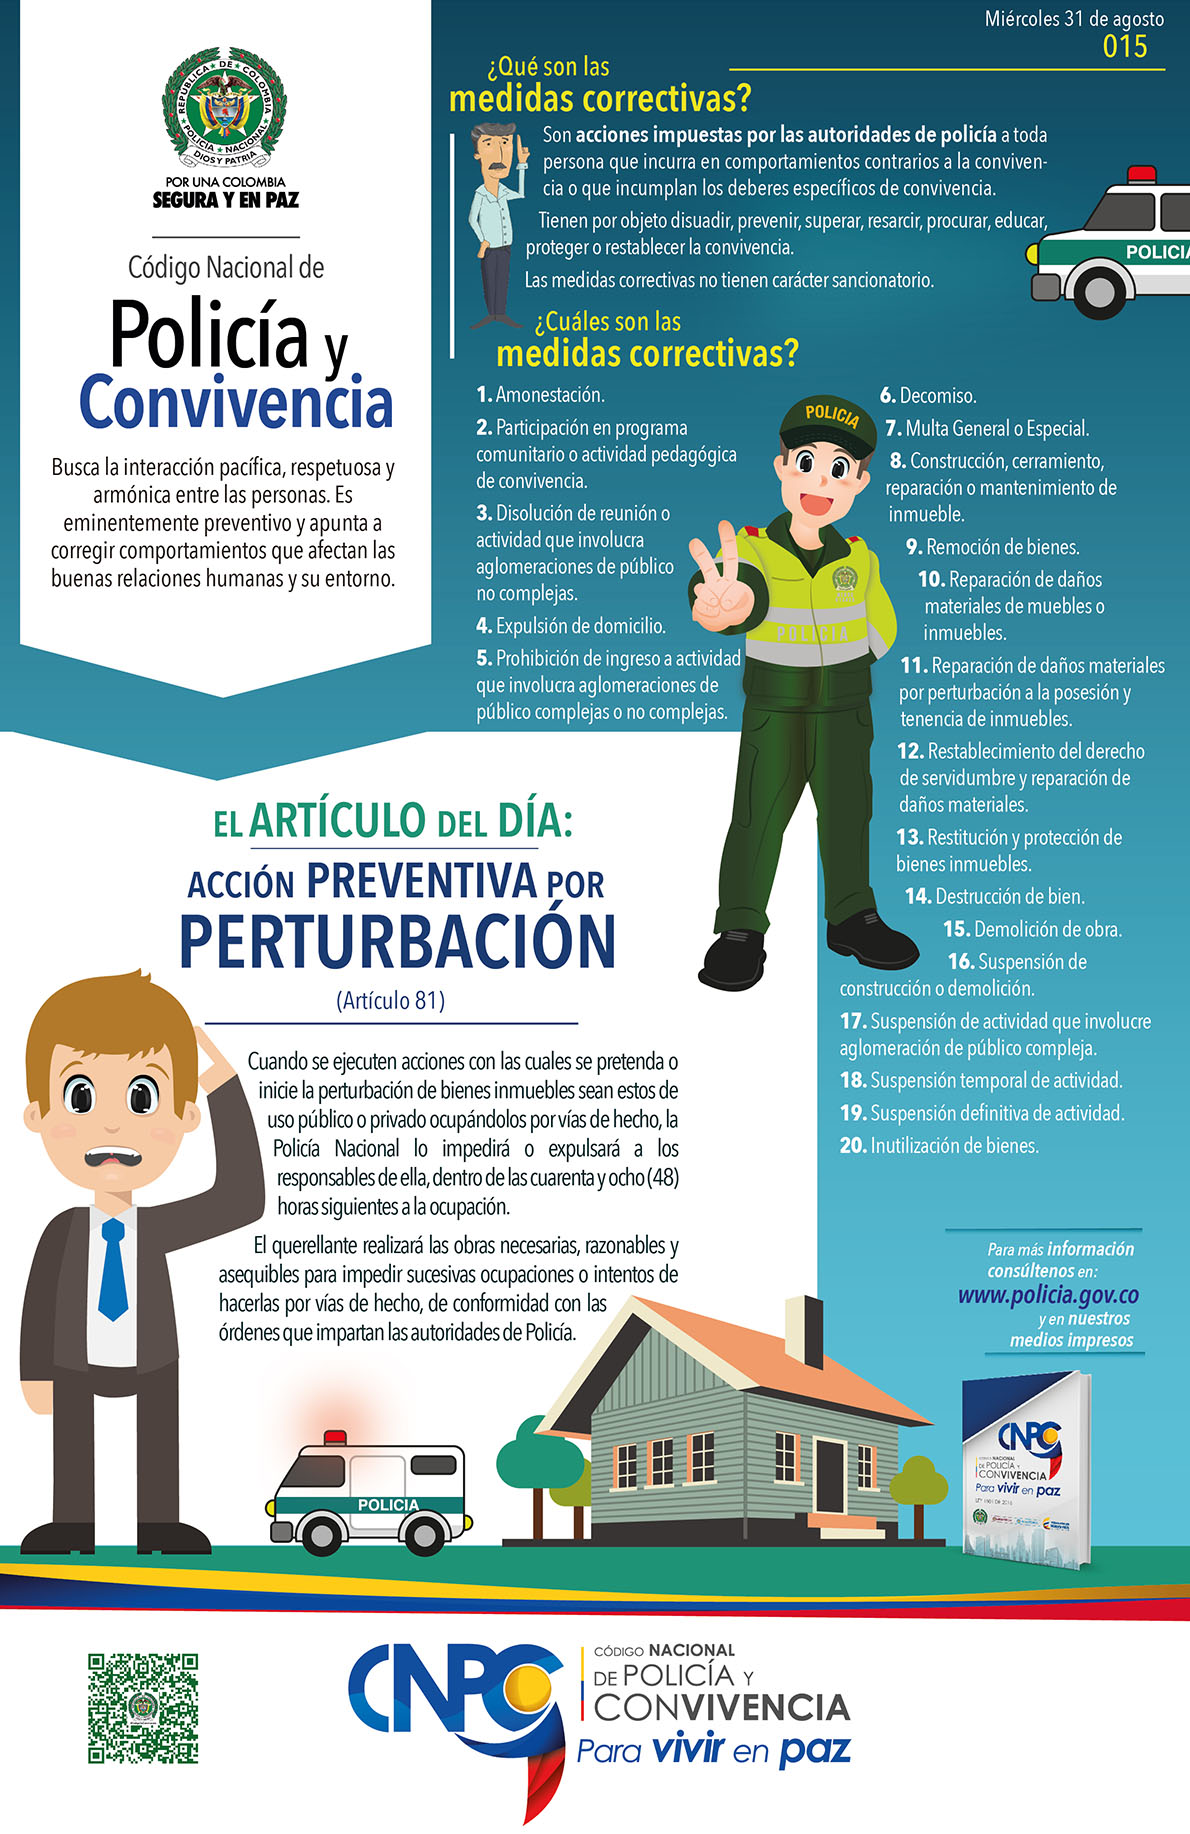 REPÚBLICA DE COLOMBIA
POLICIA NACIONAL
DIOS Y PATRIA
POR UNA COLOMBIA
SEGURA Y EN PAZ
Código Nacional de
Policía y
Convivencia
Busca la interacción pacífica, respetuosa y
armónica entre las personas. Es
eminentemente preventivo y apunta a
corregir comportamientos que afectan las
buenas relaciones humanas y su entorno.
Miércoles 31 de agosto
015
¿Qué son las
medidas correctivas?
Son acciones impuestas por las autoridades de policía a toda
persona que incurra en comportamientos contrarios a la conviven-
cia o que incumplan los deberes específicos de convivencia.
Tienen por objeto disuadir, prevenir, superar, resarcir, procurar, educar,
proteger o restablecer la convivencia.
Las medidas correctivas no tienen carácter sancionatorio.
POLICIA
¿Cuáles son las
medidas correctivas?
1. Amonestación.
2. Participación en programa
comunitario o actividad pedagógica
de convivencia.
3. Disolución de reunión o
actividad que involucra
aglomeraciones de público
no complejas.
4. Expulsión de domicilio.
5. Prohibición de ingreso a actividad
que involucra aglomeraciones de
público complejas o no complejas.
POLICIA
POLICIA
6. Decomiso.
7. Multa General o Especial.
8. Construcción, cerramiento,
reparación o mantenimiento de
inmueble.
9. Remoción de bienes.
10. Reparación de daños
materiales de muebles o
inmuebles.
11. Reparación de daños materiales
por perturbación a la posesión y
tenencia de inmuebles.
12. Restablecimiento del derecho
de servidumbre y reparación de
daños materiales.
13. Restitución y protección de
bienes inmuebles.
14. Destrucción de bien.
15. Demolición de obra.
16. Suspensión de
construcción o demolición.
17. Suspensión de actividad que involucre
aglomeración de público compleja.
18. Suspensión temporal de actividad.
19. Suspensión definitiva de actividad.
20. Inutilización de bienes.
EL ARTÍCULO DEL DÍA:
ACCIÓN PREVENTIVA POR
PERTURBACIÓN
(Artículo 81)
Cuando se ejecuten acciones con las cuales se pretenda o
inicie la perturbación de bienes inmuebles sean estos de
uso público o privado ocupándolos por vías de hecho, la
Policía Nacional lo impedirá o expulsará a los
responsables de ella, dentro de las cuarenta y ocho (48)
horas siguientes a la ocupación.
El querellante realizará las obras necesarias, razonables y
asequibles para impedir sucesivas ocupaciones o intentos de
hacerlas por vías de hecho, de conformidad con las
órdenes que impartan las autoridades de Policía.
POLICIA
Para más información
consúltenos en:
www.policia.gov.co
y en nuestros
medios impresos
CNPC
CÓDIGO NACIONAL
DE POLICÍA Y
CONVIVENCIA
Para vivir en paz
LEY 1801 DE 2016
CNPC
CÓDIGO NACIONAL
DE POLICÍA Y
CONVIVENCIA
Para vivir en paz